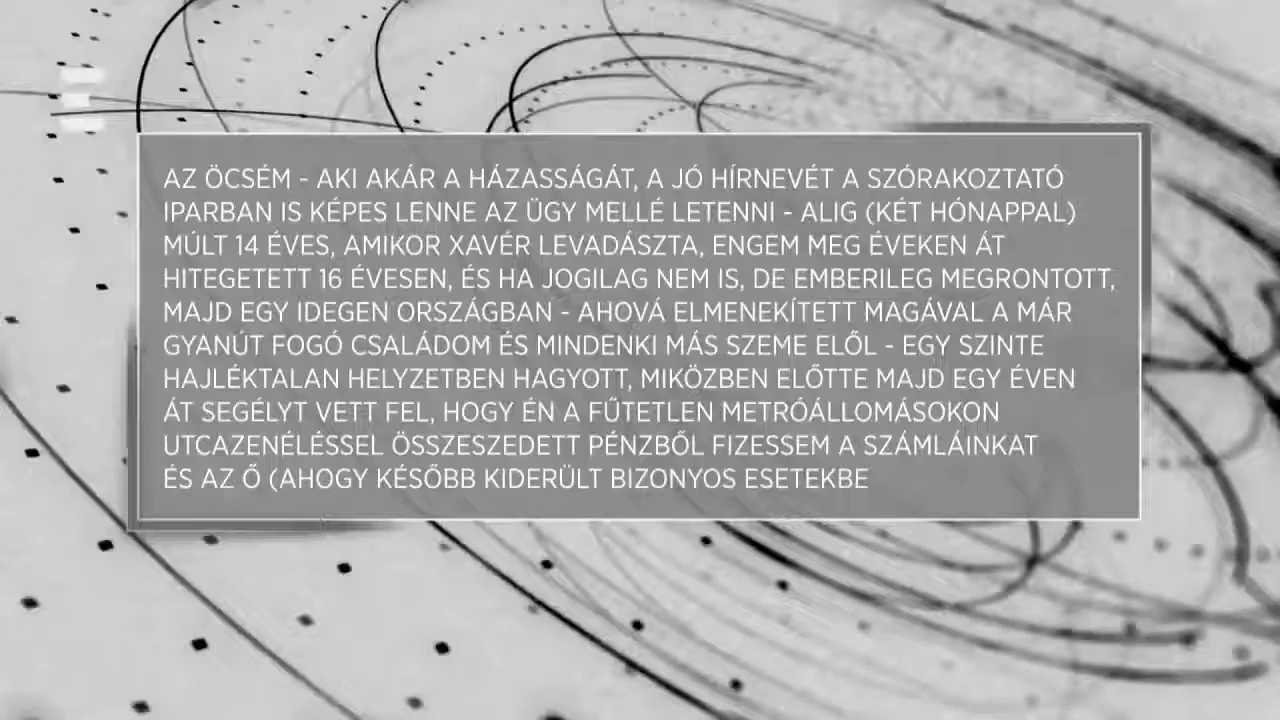 AZ ÖCSÉM - AKI AKÁR A HÁZASSÁGÁT, A JÓ HÍRNEVÉT A SZÓRAKOZTATÓ
IPARBAN IS KÉPES LENNE AZ ÜGY MELLÉ LETENNI - ALIG (KÉT HÓNAPPAL)
MÚLT 14 ÉVES, AMIKOR XAVÉR LEVADÁSZTA, ENGEM MEG ÉVEKEN ÁT
HITEGETETT 16 ÉVESEN, ÉS HA JOGILAG NEM IS, DE EMBERILEG MEGRONTOTT,
MAJD EGY IDEGEN ORSZÁGBAN - AHOVÁ ELMENEKÍTETT MAGÁVAL A MÁR
GYANÚT FOGÓ CSALÁDOM ÉS MINDENKI MÁS SZEME ELŐL - EGY SZINTE
HAJLÉKTALAN HELYZETBEN HAGYOTT, MIKÖZBEN ELŐTTE MAJD EGY ÉVEN
ÁT SEGÉLYT VETT FEL, HOGY ÉN A FŰTETLEN METRÓÁLLOMÁSOKON
UTCAZENÉLÉSSEL ÖSSZESZEDETT PÉNZBŐL FIZESSEM A SZÁMLÁINKAT
ÉS AZ Ő (AHOGY KÉSŐBB KIDERÜLT BIZONYOS ESETEKBE